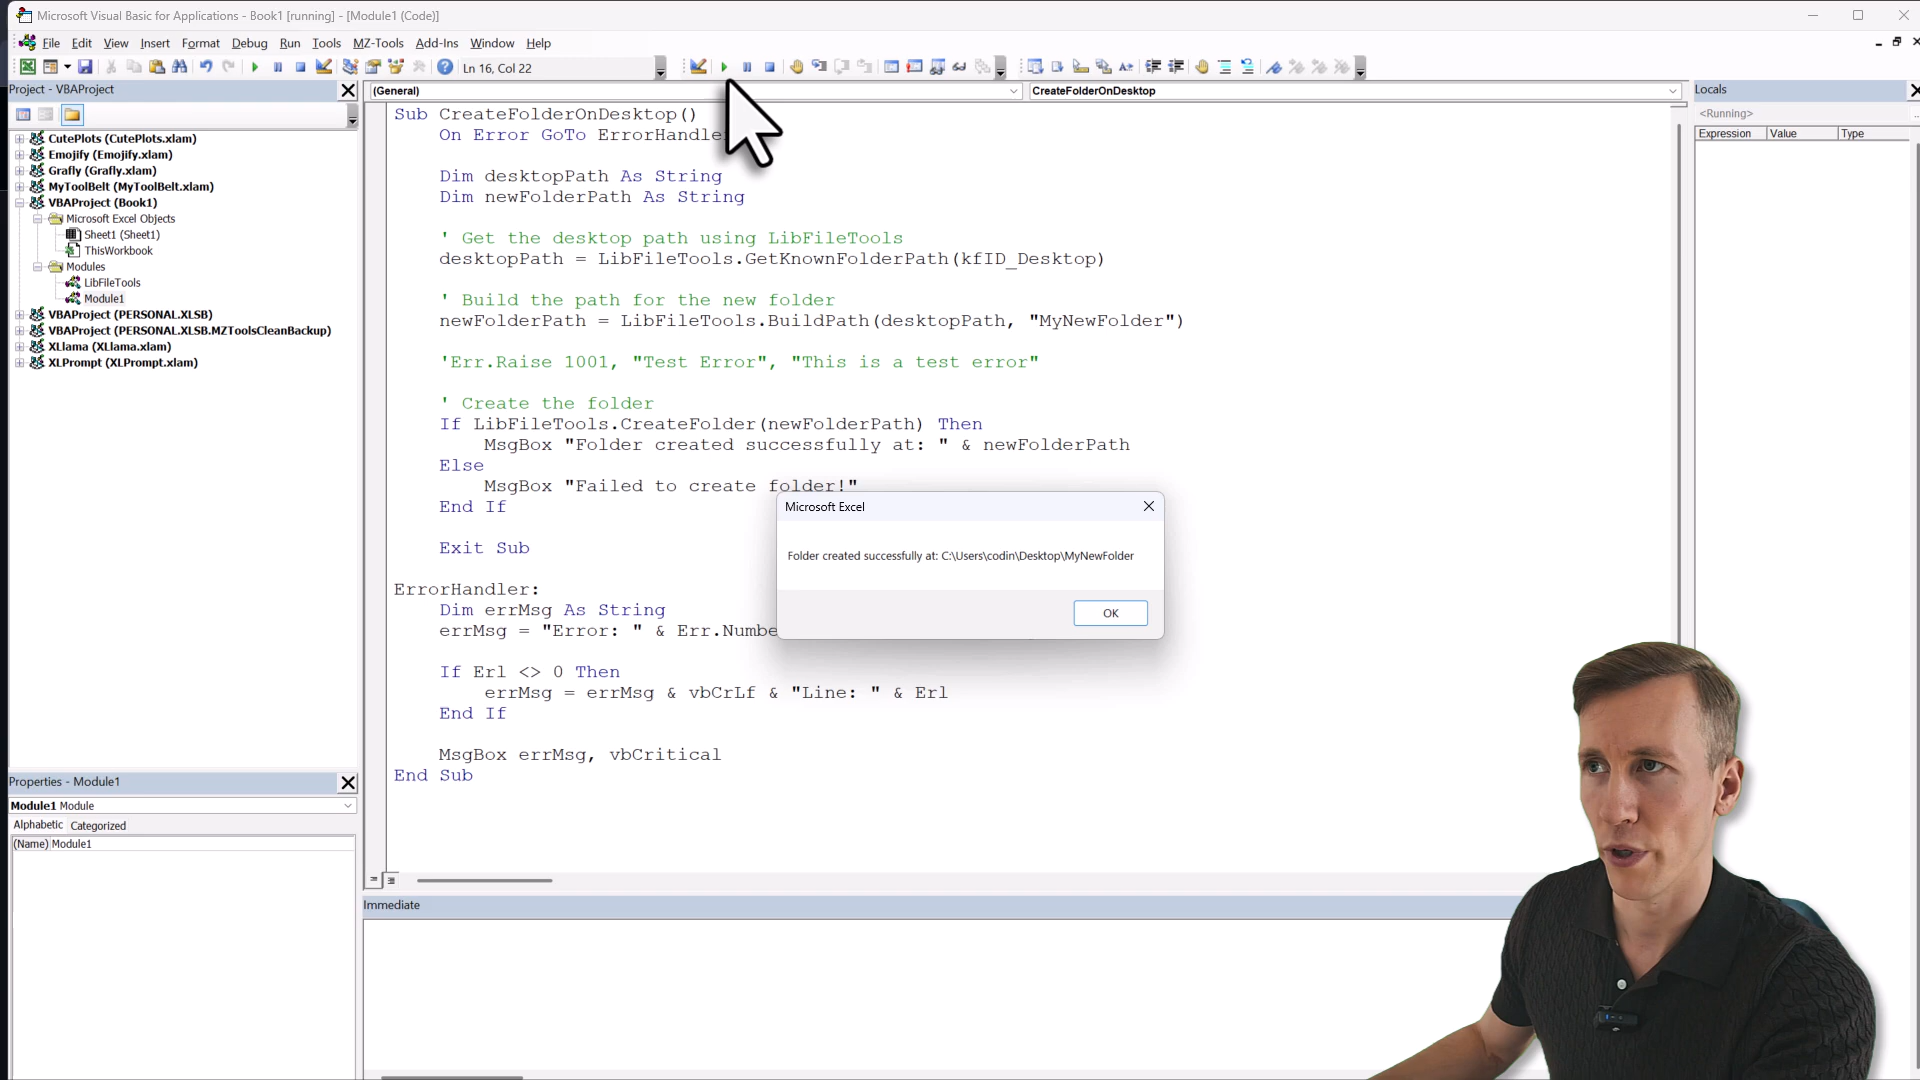 Microsoft Visual Basic for Applications - Book1 [running] - [Module1 (Code)]
File Edit View Insert Format Debug Run Tools MZ-Tools Add-Ins Window Help
Ln 16, Col 22
Project - VBAProject
CutePlots (CutePlots.xlam)
Emojify (Emojify.xlam)
Grafly (Grafly.xlam)
MyToolBelt (MyToolBelt.xlam)
VBAProject (Book1)
Microsoft Excel Objects
Sheet1 (Sheet1)
ThisWorkbook
Modules
LibFileTools
Module1
VBAProject (PERSONAL.XLSB)
VBAProject (PERSONAL.XLSB.MZToolsCleanBackup)
XLlama (XLlama.xlam)
XLPrompt (XLPrompt.xlam)
Properties - Module1
Module1 Module
Alphabetic Categorized
(Name) Module1
(General) CreateFolderOnDesktop
Sub CreateFolderOnDesktop()
On Error GoTo ErrorHandler
Dim desktopPath As String
Dim newFolderPath As String
' Get the desktop path using LibFileTools
desktopPath = LibFileTools.GetKnownFolderPath(kfID_Desktop)
' Build the path for the new folder
newFolderPath = LibFileTools.BuildPath(desktopPath, "MyNewFolder")
'Err.Raise 1001, "Test Error", "This is a test error"
' Create the folder
If LibFileTools.CreateFolder(newFolderPath) Then
MsgBox "Folder created successfully at: " & newFolderPath
Else
MsgBox "Failed to create folder!"
End If
Exit Sub
ErrorHandler:
Dim errMsg As String
errMsg = "Error: " & Err.Numbe
If Erl <> 0 Then
errMsg = errMsg & vbCrLf & "Line: " & Erl
End If
MsgBox errMsg, vbCritical
End Sub
Microsoft Excel
Folder created successfully at: C:\Users\codin\Desktop\MyNewFolder
OK
Immediate
Locals
<Running>
Expression Value Type